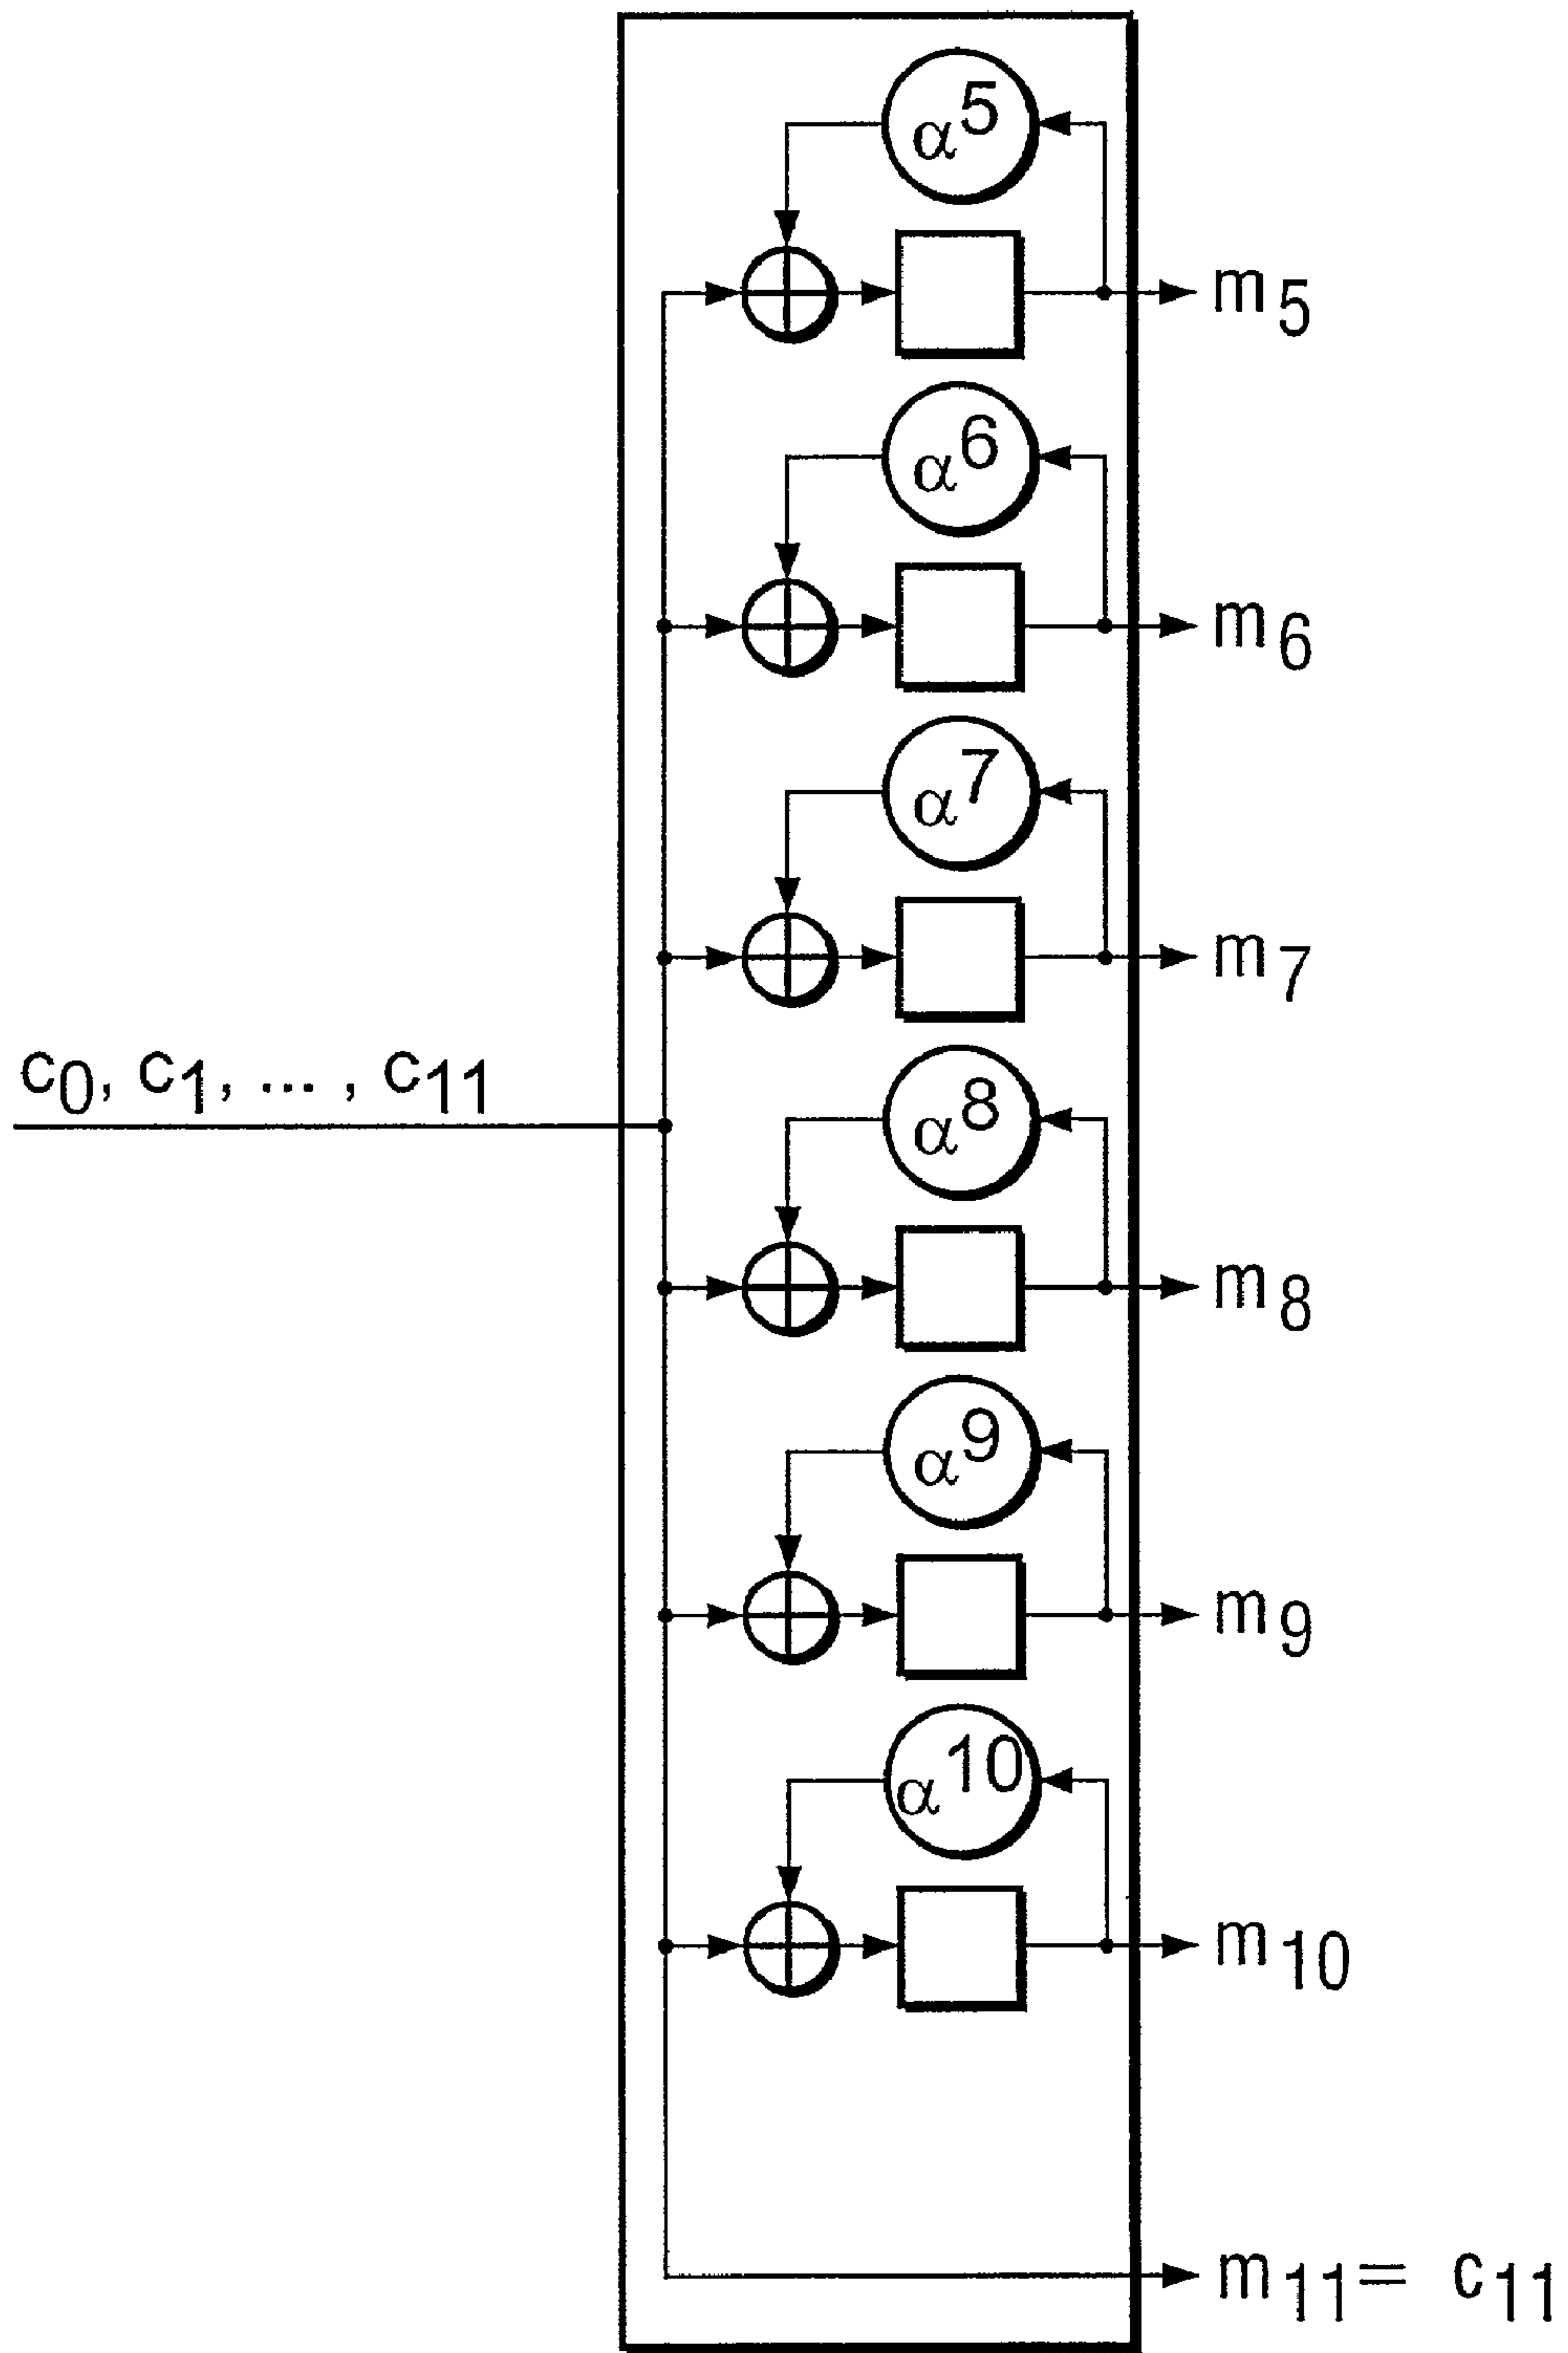 α⁵
m₅
α⁶
m₆
α⁷
m₇
c₀, c₁, ... , c₁₁
α⁸
m₈
α⁹
m₉
α¹⁰
m₁₀
m₁₁ = c₁₁